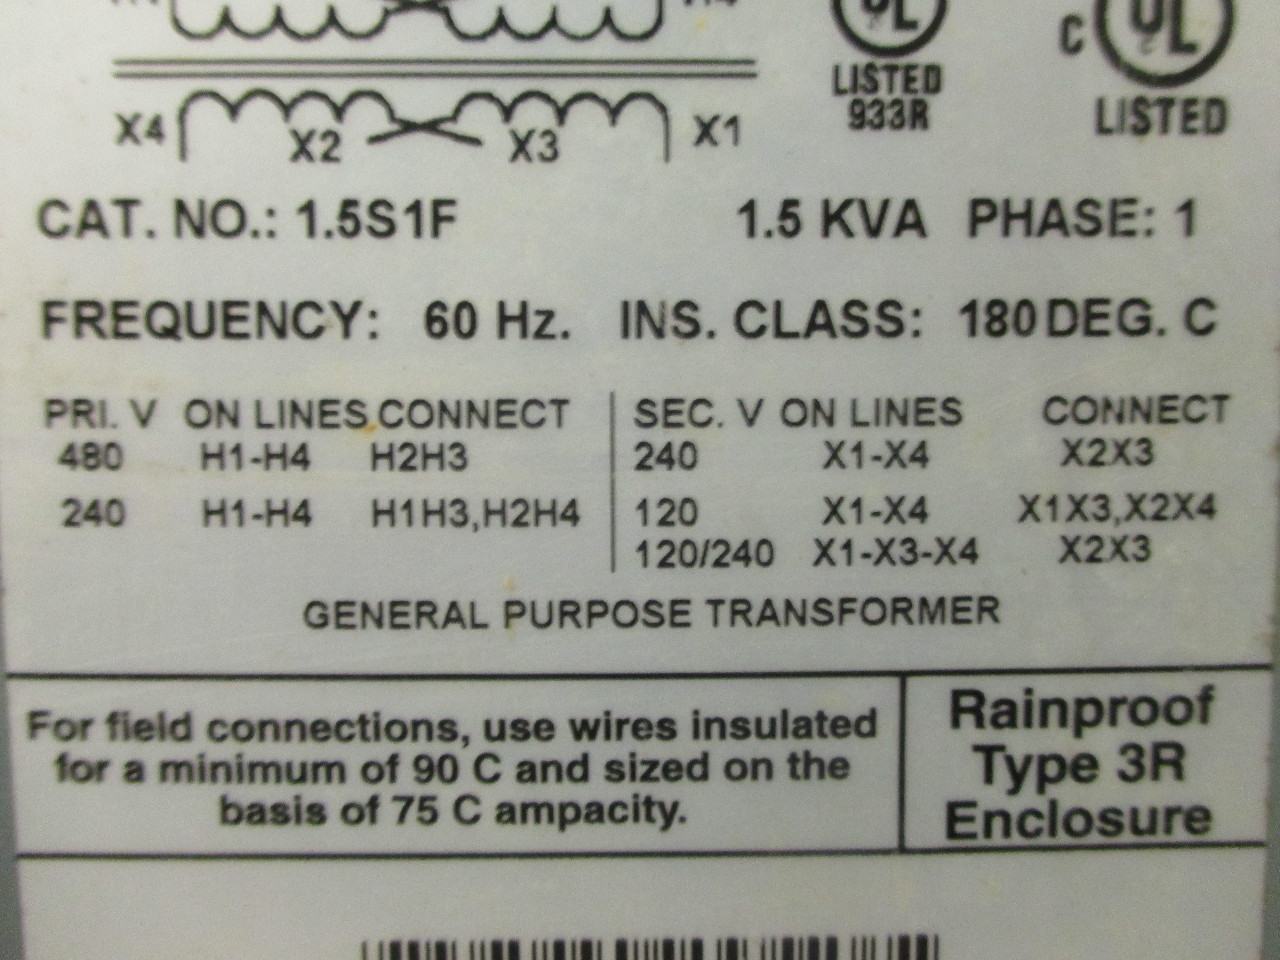 UL
LISTED
933R
C UL
LISTED
X4 X2 X3 X1
CAT. NO.: 1.5S1F 1.5 KVA PHASE: 1
FREQUENCY: 60 Hz. INS. CLASS: 180 DEG. C
PRI. V ON LINES CONNECT SEC. V ON LINES CONNECT
480 H1-H4 H2H3 240 X1-X4 X2X3
240 H1-H4 H1H3,H2H4 120 X1-X4 X1X3,X2X4
120/240 X1-X3-X4 X2X3
GENERAL PURPOSE TRANSFORMER
For field connections, use wires insulated
for a minimum of 90 C and sized on the
basis of 75 C ampacity.
Rainproof
Type 3R
Enclosure